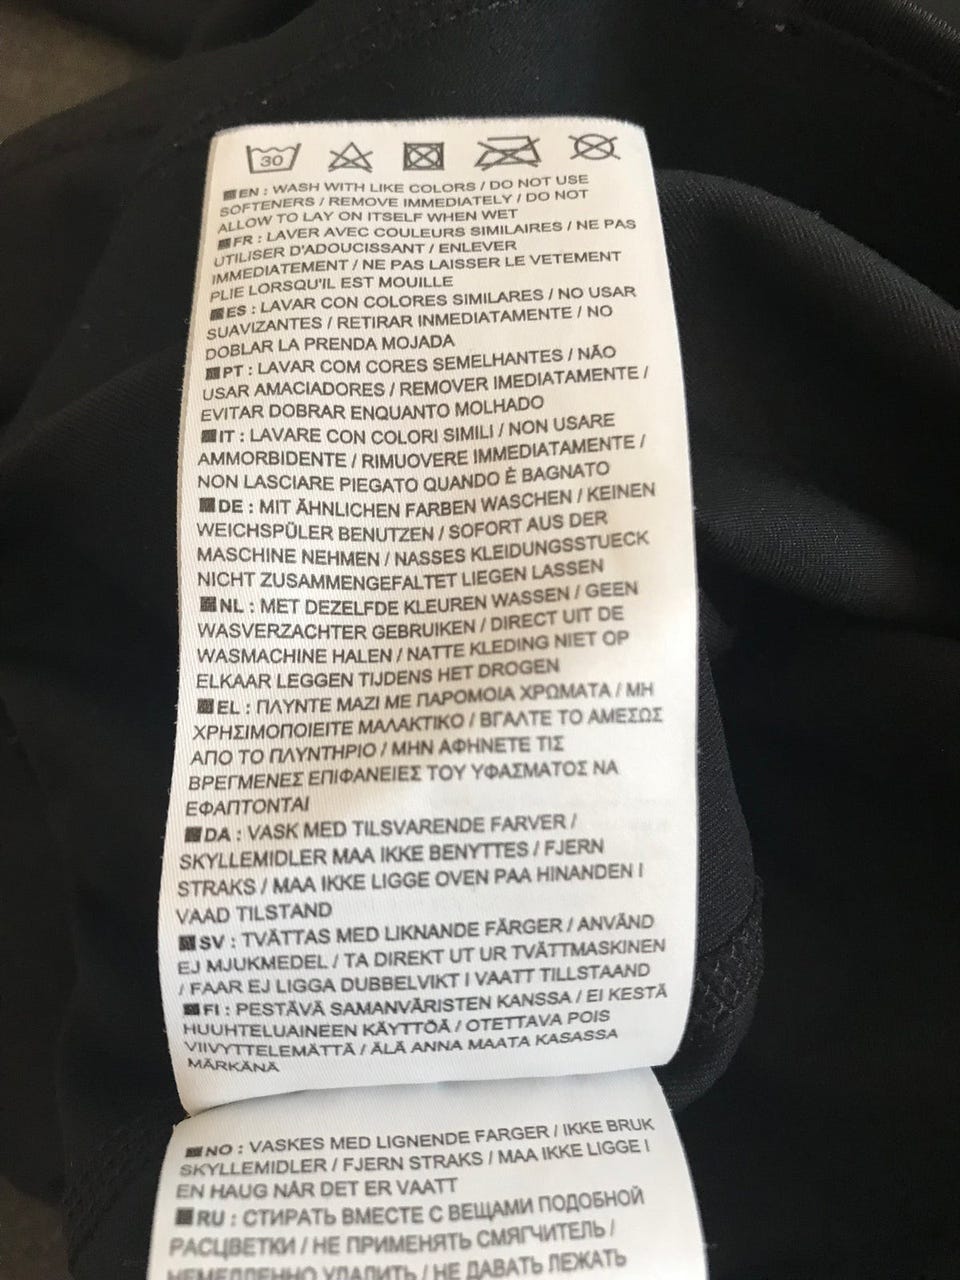 30
EN : WASH WITH LIKE COLORS / DO NOT USE
SOFTENERS / REMOVE IMMEDIATELY / DO NOT
ALLOW TO LAY ON ITSELF WHEN WET
FR : LAVER AVEC COULEURS SIMILAIRES / NE PAS
UTILISER D'ADOUCISSANT / ENLEVER
IMMEDIATEMENT / NE PAS LAISSER LE VETEMENT
PLIE LORSQU'IL EST MOUILLE
ES : LAVAR CON COLORES SIMILARES / NO USAR
SUAVIZANTES / RETIRAR INMEDIATAMENTE / NO
DOBLAR LA PRENDA MOJADA
PT : LAVAR COM CORES SEMELHANTES / NÃO
USAR AMACIADORES / REMOVER IMEDIATAMENTE /
EVITAR DOBRAR ENQUANTO MOLHADO
IT : LAVARE CON COLORI SIMILI / NON USARE
AMMORBIDENTE / RIMUOVERE IMMEDIATAMENTE /
NON LASCIARE PIEGATO QUANDO È BAGNATO
DE : MIT ÄHNLICHEN FARBEN WASCHEN / KEINEN
WEICHSPÜLER BENUTZEN / SOFORT AUS DER
MASCHINE NEHMEN / NASSES KLEIDUNGSSTUECK
NICHT ZUSAMMENGEFALTET LIEGEN LASSEN
NL : MET DEZELFDE KLEUREN WASSEN / GEEN
WASVERZACHTER GEBRUIKEN / DIRECT UIT DE
WASMACHINE HALEN / NATTE KLEDING NIET OP
ELKAAR LEGGEN TIJDENS HET DROGEN
EL : ΠΛΥΝΤΕ ΜΑΖΙ ΜΕ ΠΑΡΟΜΟΙΑ ΧΡΩΜΑΤΑ / ΜΗ
ΧΡΗΣΙΜΟΠΟΙΕΙΤΕ ΜΑΛΑΚΤΙΚΟ / ΒΓΑΛΤΕ ΤΟ ΑΜΕΣΩΣ
ΑΠΟ ΤΟ ΠΛΥΝΤΗΡΙΟ / ΜΗΝ ΑΦΗΝΕΤΕ ΤΙΣ
ΒΡΕΓΜΕΝΕΣ ΕΠΙΦΑΝΕΙΕΣ ΤΟΥ ΥΦΑΣΜΑΤΟΣ ΝΑ
ΕΦΑΠΤΟΝΤΑΙ
DA : VASK MED TILSVARENDE FARVER /
SKYLLEMIDLER MAA IKKE BENYTTES / FJERN
STRAKS / MAA IKKE LIGGE OVEN PAA HINANDEN I
VAAD TILSTAND
SV : TVÄTTAS MED LIKNANDE FÄRGER / ANVÄND
EJ MJUKMEDEL / TA DIREKT UT UR TVÄTTMASKINEN
/ FAAR EJ LIGGA DUBBELVIKT I VAATT TILLSTAAND
FI : PESTÄVÄ SAMANVÄRISTEN KANSSA / EI KESTÄ
HUUHTELUAINEEN KÄYTTÖÄ / OTETTAVA POIS
VIIVYTTELEMÄTTÄ / ÄLÄ ANNA MAATA KASASSA
MÄRKÄNÄ
NO : VASKES MED LIGNENDE FARGER / IKKE BRUK
SKYLLEMIDLER / FJERN STRAKS / MAA IKKE LIGGE I
EN HAUG NÅR DET ER VAATT
RU : СТИРАТЬ ВМЕСТЕ С ВЕЩАМИ ПОДОБНОЙ
РАСЦВЕТКИ / НЕ ПРИМЕНЯТЬ СМЯГЧИТЕЛЬ /
НЕМЕДЛЕННО УДАЛИТЬ / НЕ ДАВАТЬ ЛЕЖАТЬ